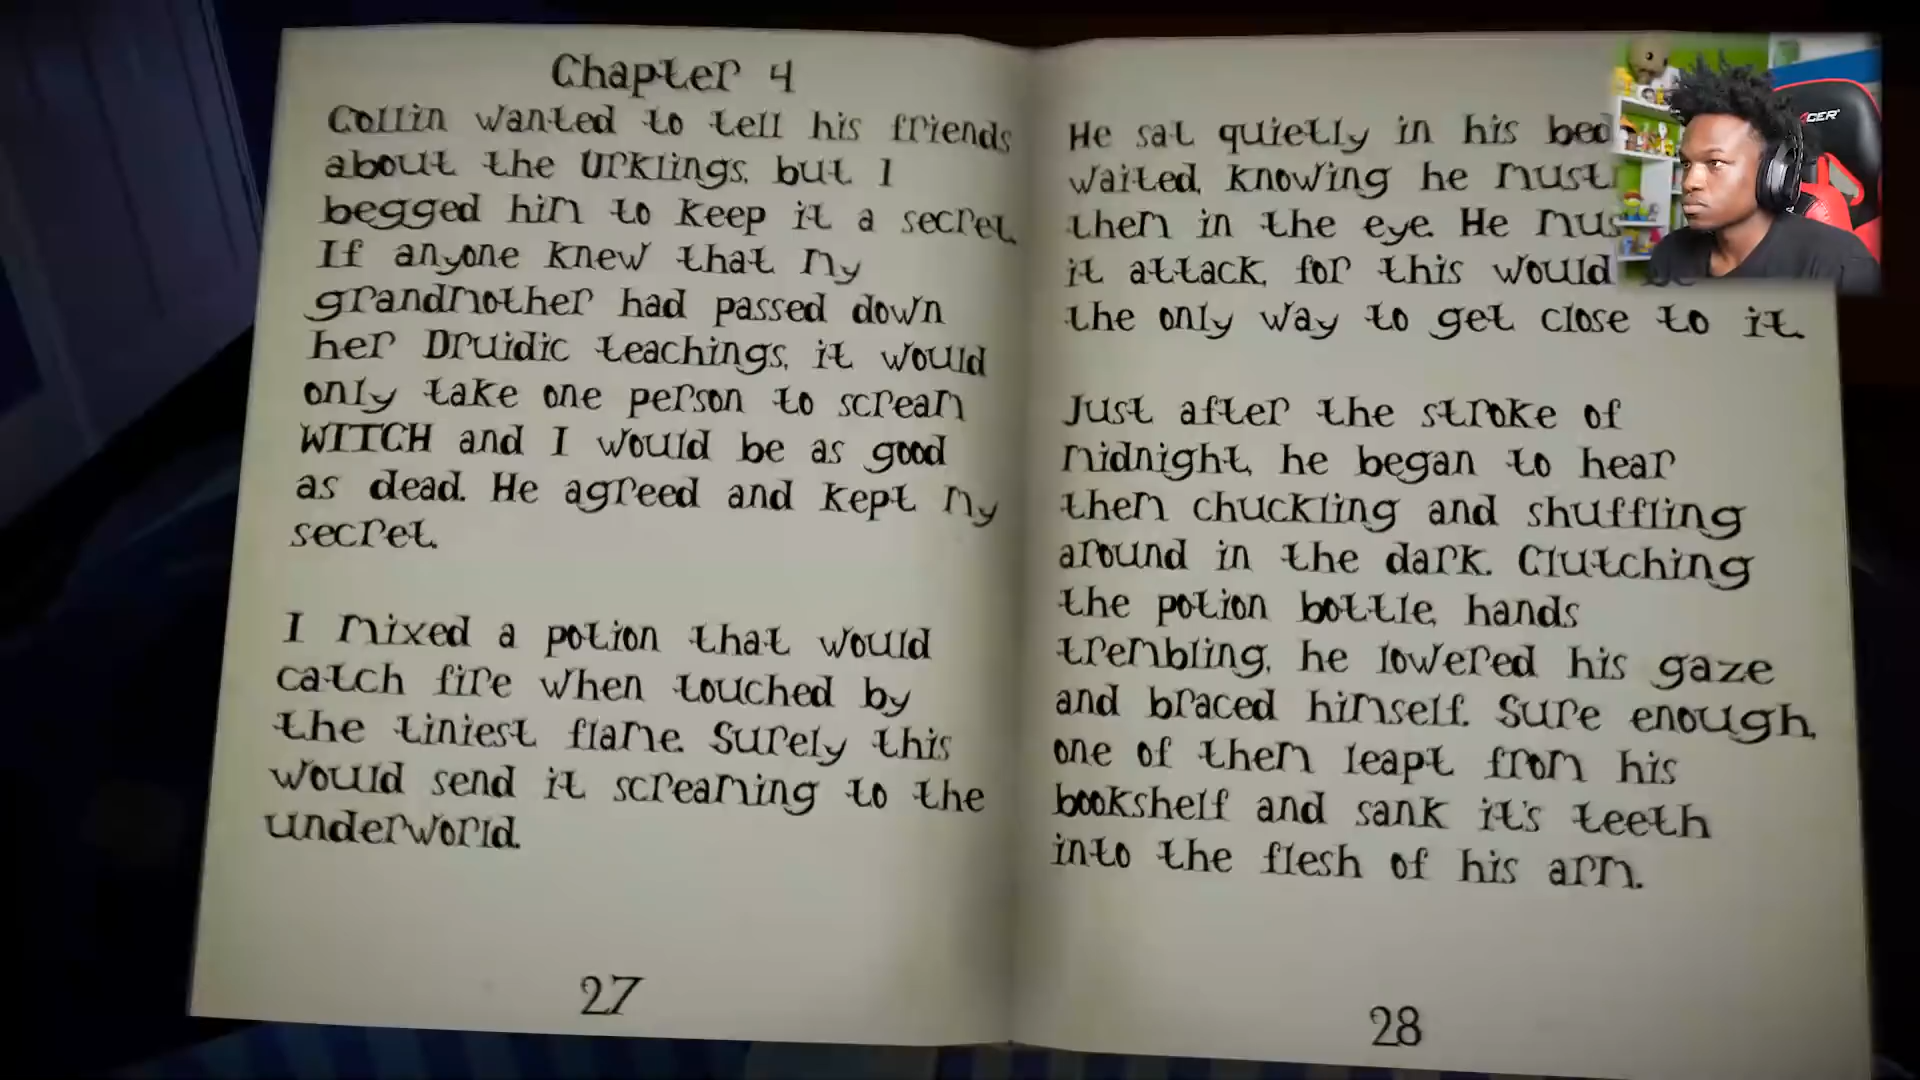 Chapter 4
Collin wanted to tell his friends
about the Urklings, but I
begged him to keep it a secret.
If anyone knew that my
grandmother had passed down
her Druidic teachings, it would
only take one person to scream
WITCH and I would be as good
as dead. He agreed and kept my
secret.
I mixed a potion that would
catch fire when touched by
the tiniest flame. Surely this
would send it screaming to the
underworld.
27
He sat quietly in his bed
waited, knowing he must
them in the eye. He
it attack, for this would
the only way to get close to it.
Just after the stroke of
midnight, he began to hear
them chuckling and shuffling
around in the dark. Clutching
the potion bottle, hands
trembling, he lowered his gaze
and braced himself. Sure enough,
one of them leapt from his
bookshelf and sank it's teeth
into the flesh of his arm.
28